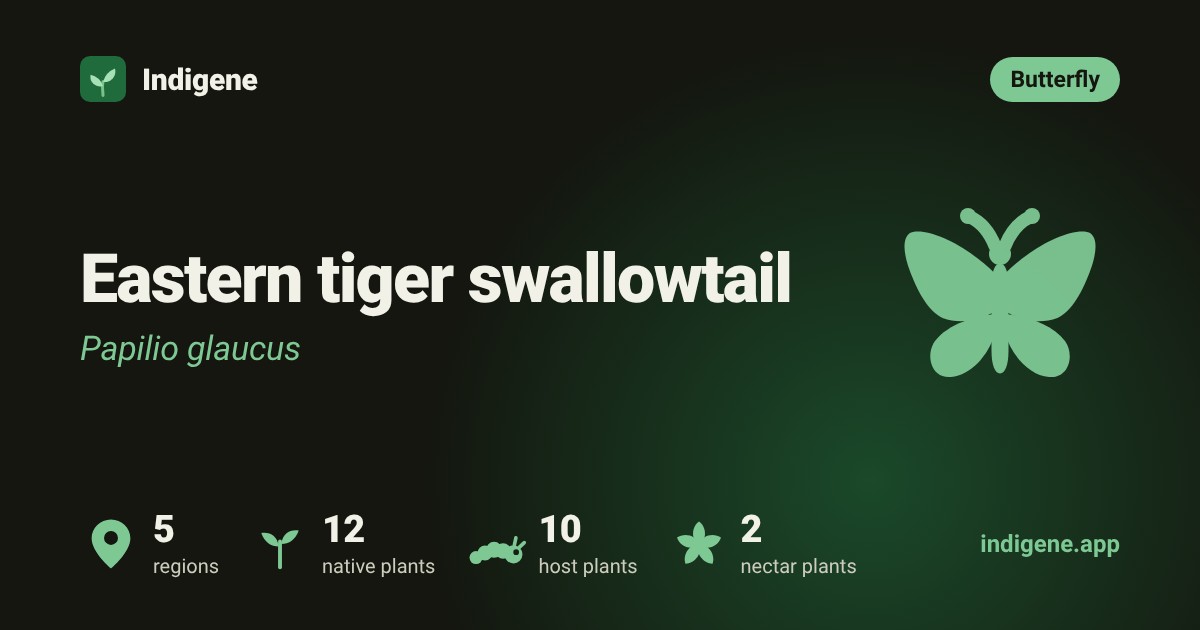 Indigene
Butterfly
Eastern tiger swallowtail
Papilio glaucus
5
regions
12
native plants
10
host plants
2
nectar plants
indigene.app